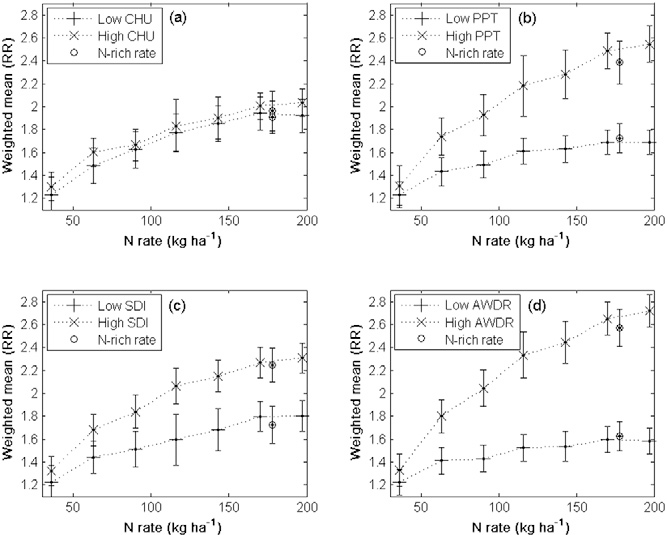 Low CHU
High CHU
N-rich rate
(a)
2.8
2.6
2.4
2.2
2
1.8
1.6
1.4
1.2
Weighted mean (RR)
50
100
150
200
N rate (kg ha-1)
Low PPT
High PPT
N-rich rate
(b)
2.8
2.6
2.4
2.2
2
1.8
1.6
1.4
1.2
Weighted mean (RR)
50
100
150
200
N rate (kg ha-1)
Low SDI
High SDI
N-rich rate
(c)
2.8
2.6
2.4
2.2
2
1.8
1.6
1.4
1.2
Weighted mean (RR)
50
100
150
200
N rate (kg ha-1)
Low AWDR
High AWDR
N-rich rate
(d)
2.8
2.6
2.4
2.2
2
1.8
1.6
1.4
1.2
Weighted mean (RR)
50
100
150
200
N rate (kg ha-1)